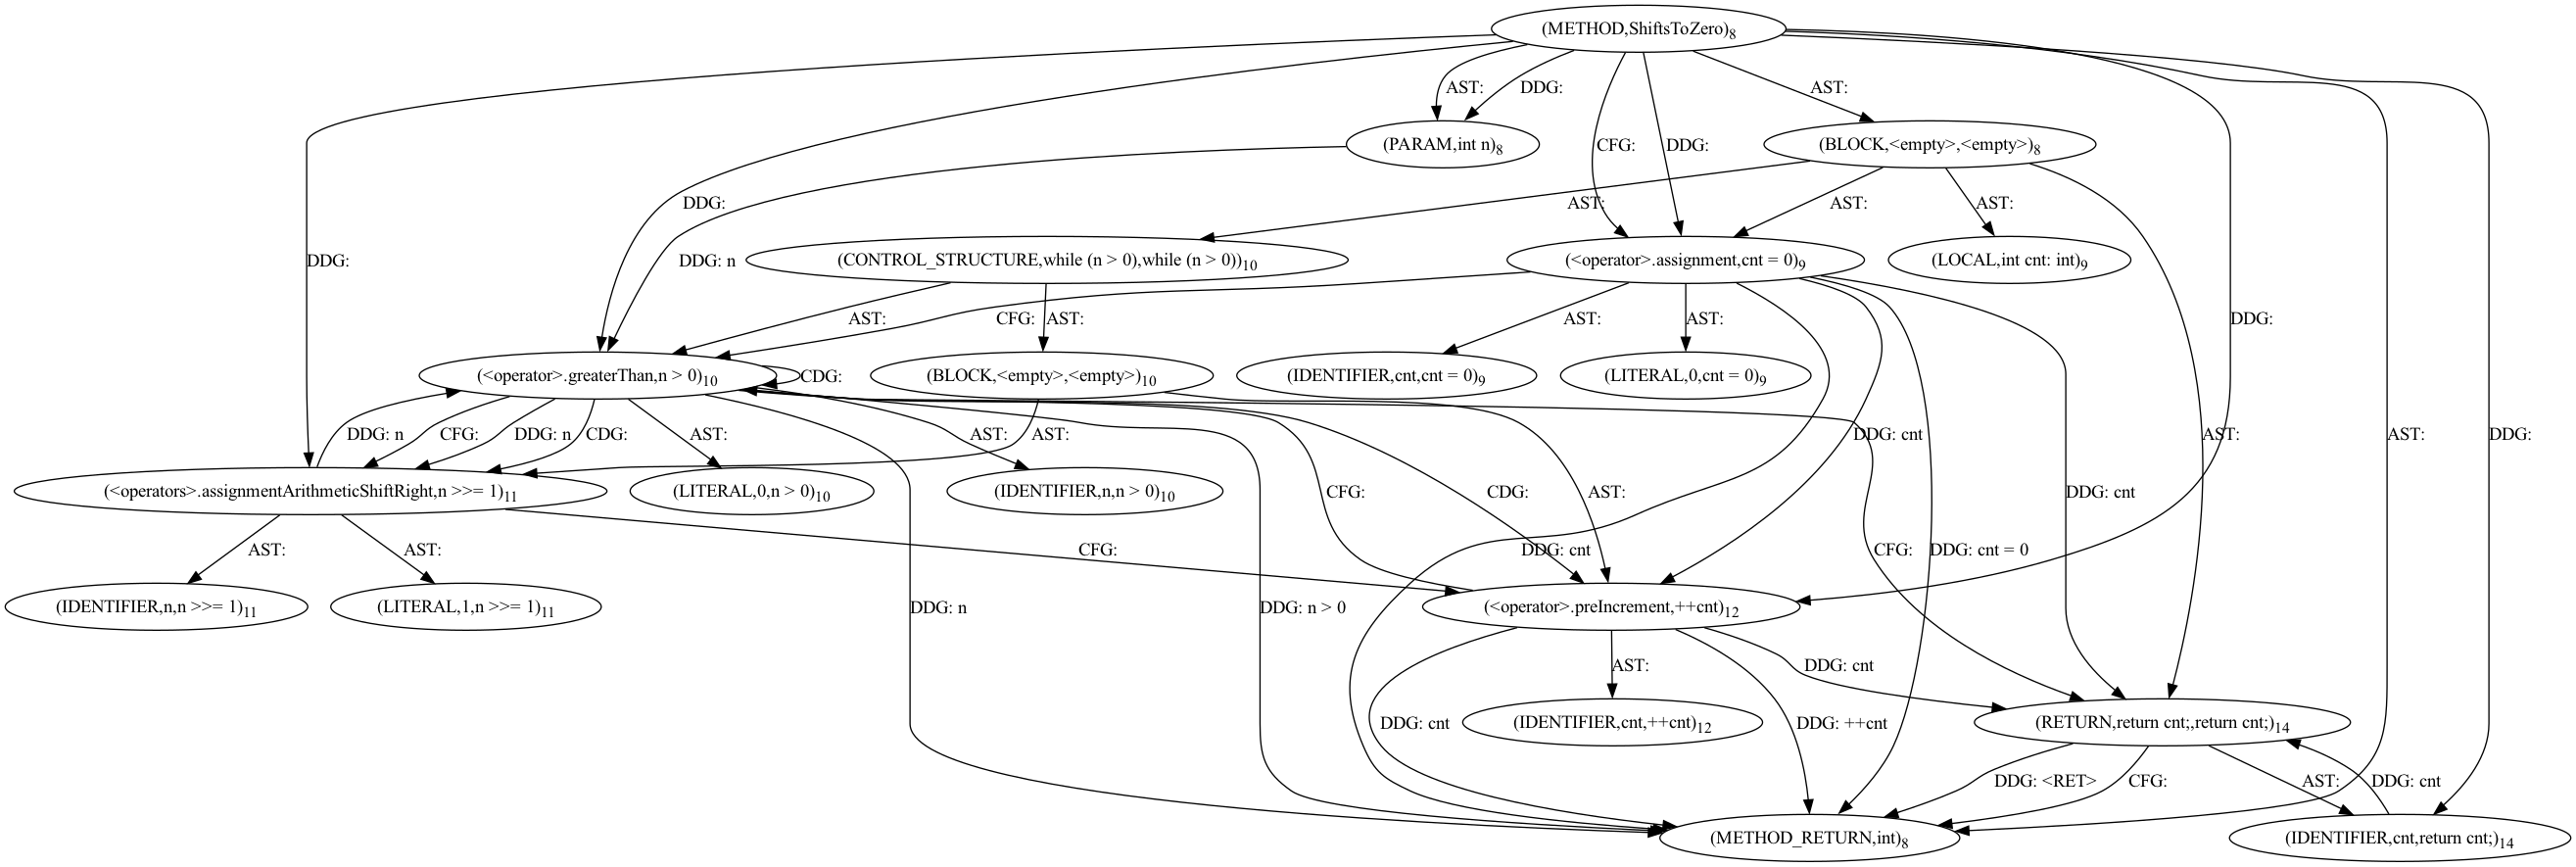 (METHOD,ShiftsToZero)8
AST:
DDG:
AST:
(PARAM,int n)8
CFG:
DDG:
(BLOCK,<empty>,<empty>)8
DDG:
AST:
AST:
AST:
DDG:
DDG: n
(CONTROL_STRUCTURE,while (n > 0),while (n > 0))10
(<operator>.assignment,cnt = 0)9
(LOCAL,int cnt: int)9
AST:
AST:
CFG:
AST:
AST:
DDG:
(<operator>.greaterThan,n > 0)10
CDG:
(BLOCK,<empty>,<empty>)10
(IDENTIFIER,cnt,cnt = 0)9
(LITERAL,0,cnt = 0)9
DDG: n
CFG:
DDG: n
CDG:
AST:
AST:
AST:
DDG: cnt
AST:
AST:
DDG:
(<operators>.assignmentArithmeticShiftRight,n >>= 1)11
(LITERAL,0,n > 0)10
(IDENTIFIER,n,n > 0)10
CFG:
CDG:
AST:
DDG: cnt
AST:
AST:
CFG:
DDG: cnt
CFG:
DDG: cnt = 0
(IDENTIFIER,n,n >>= 1)11
(LITERAL,1,n >>= 1)11
DDG: n
DDG: n > 0
(<operator>.preIncrement,++cnt)12
AST:
DDG: cnt
DDG: cnt
(IDENTIFIER,cnt,++cnt)12
DDG: ++cnt
(RETURN,return cnt;,return cnt;)14
DDG: <RET>
CFG:
AST:
DDG: cnt
(METHOD_RETURN,int)8
(IDENTIFIER,cnt,return cnt;)14